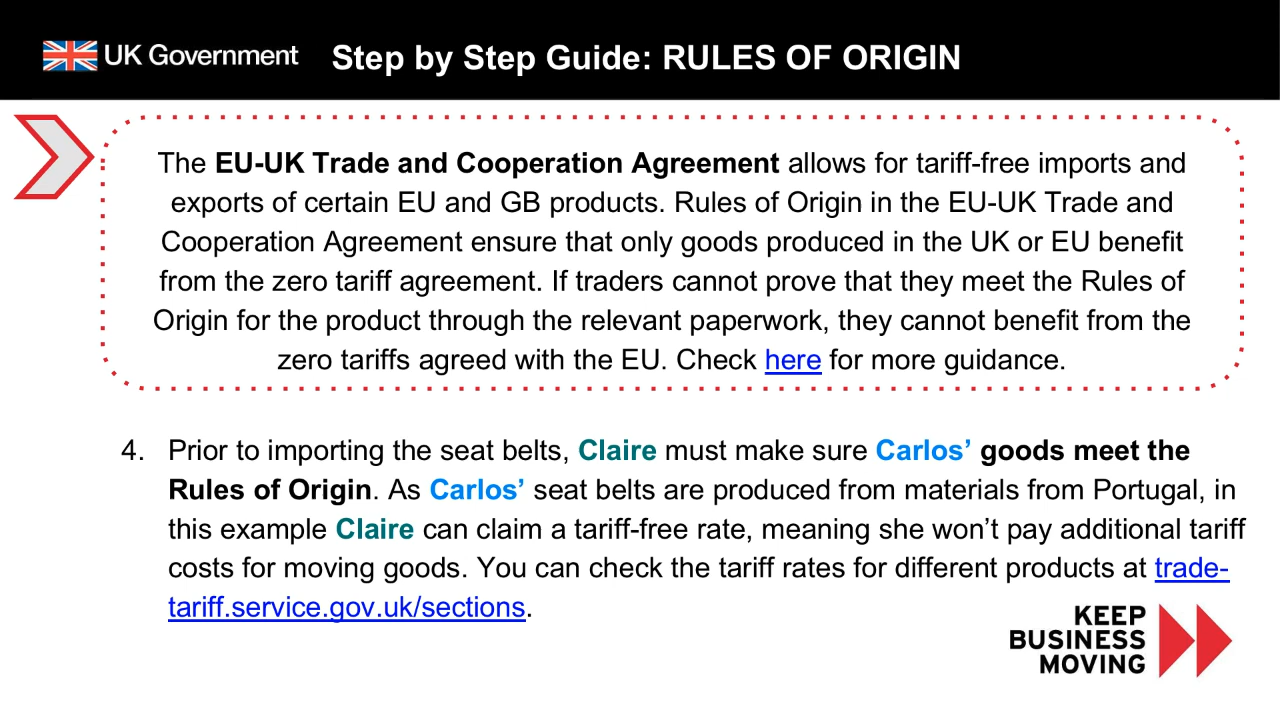 UK Government
Step by Step Guide: RULES OF ORIGIN
The EU-UK Trade and Cooperation Agreement allows for tariff-free imports and
exports of certain EU and GB products. Rules of Origin in the EU-UK Trade and
Cooperation Agreement ensure that only goods produced in the UK or EU benefit
from the zero tariff agreement. If traders cannot prove that they meet the Rules of
Origin for the product through the relevant paperwork, they cannot benefit from the
zero tariffs agreed with the EU. Check here for more guidance.
4. Prior to importing the seat belts, Claire must make sure Carlos’ goods meet the
Rules of Origin. As Carlos’ seat belts are produced from materials from Portugal, in
this example Claire can claim a tariff-free rate, meaning she won’t pay additional tariff
costs for moving goods. You can check the tariff rates for different products at trade-
tariff.service.gov.uk/sections.
KEEP
BUSINESS
MOVING